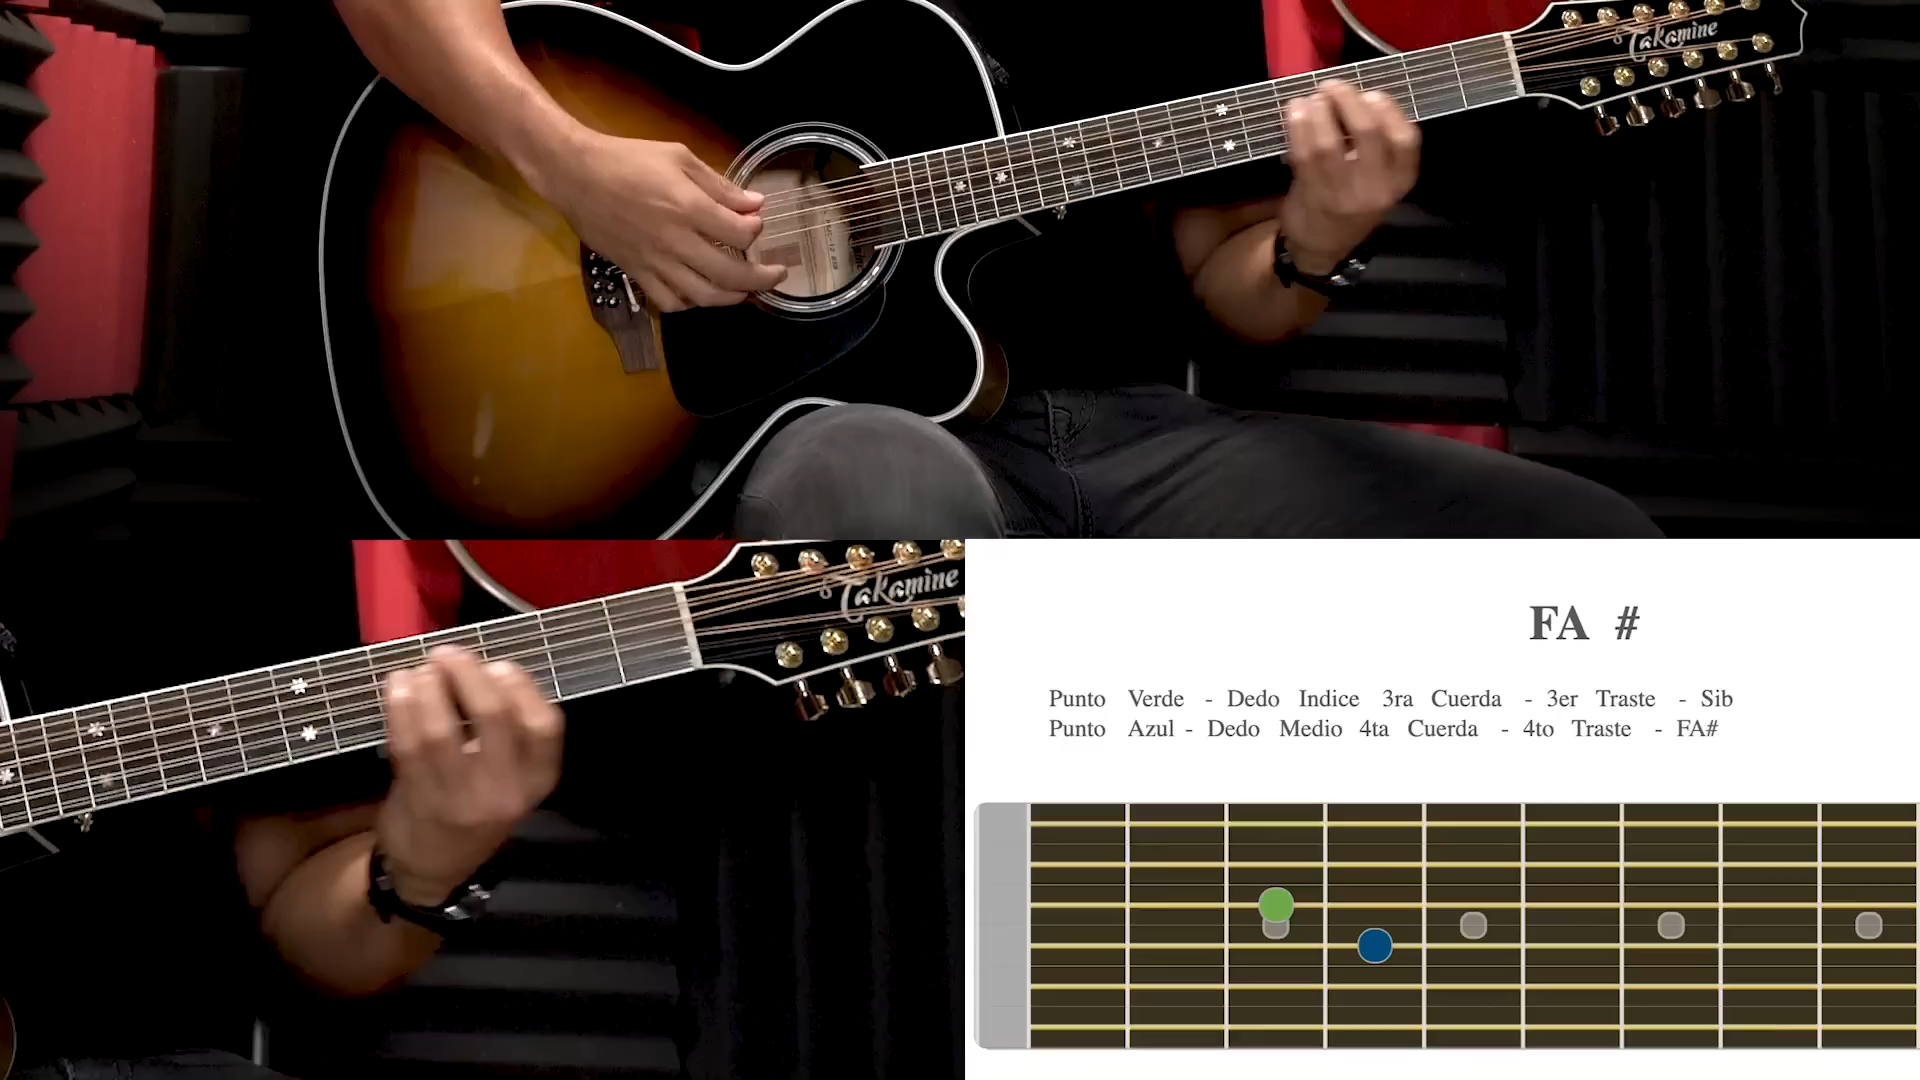 Takamine
Takamine
FA #
Punto Verde - Dedo Indice 3ra Cuerda - 3er Traste - Sib
Punto Azul - Dedo Medio 4ta Cuerda - 4to Traste - FA#